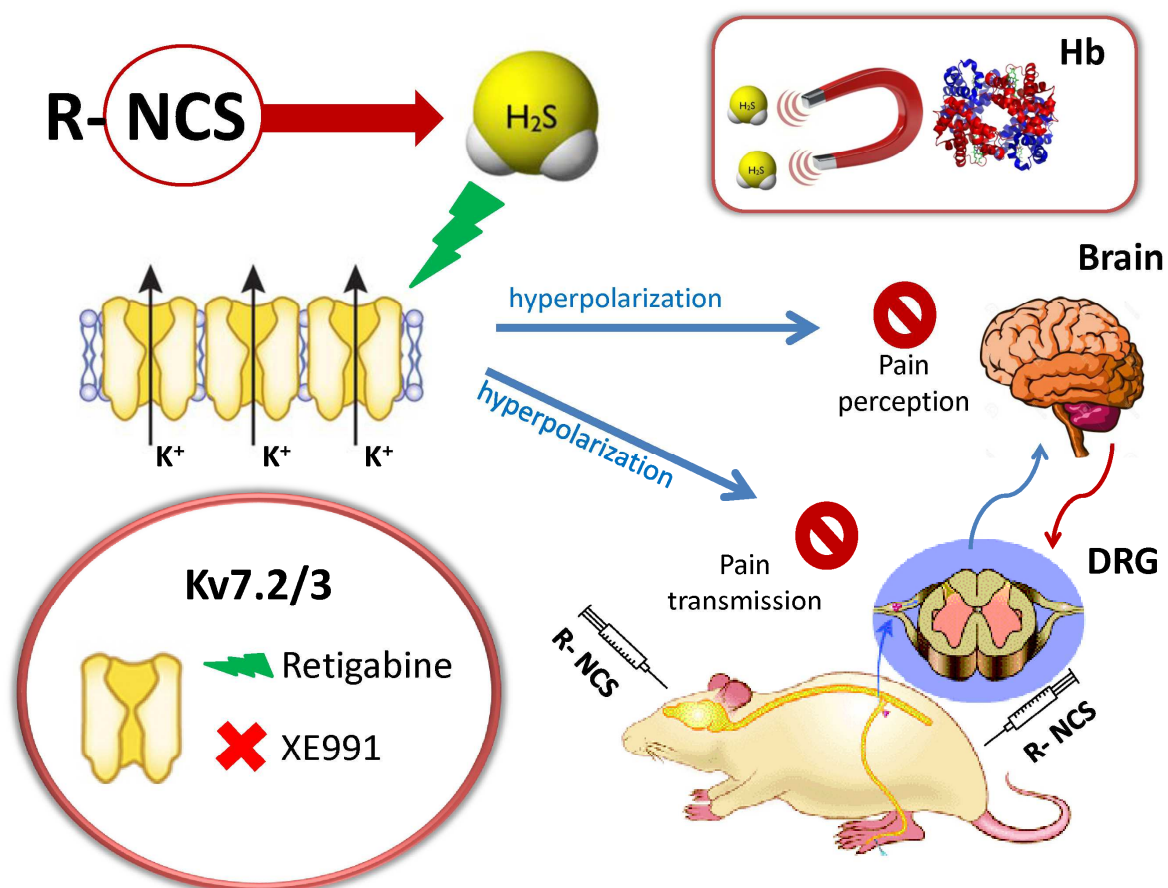 R- NCS
H₂S
Hb
H₂S
H₂S
Brain
hyperpolarization
Pain
perception
hyperpolarization
K⁺ K⁺ K⁺
Pain
transmission
DRG
Kv7.2/3
Retigabine
XE991
R- NCS
R- NCS